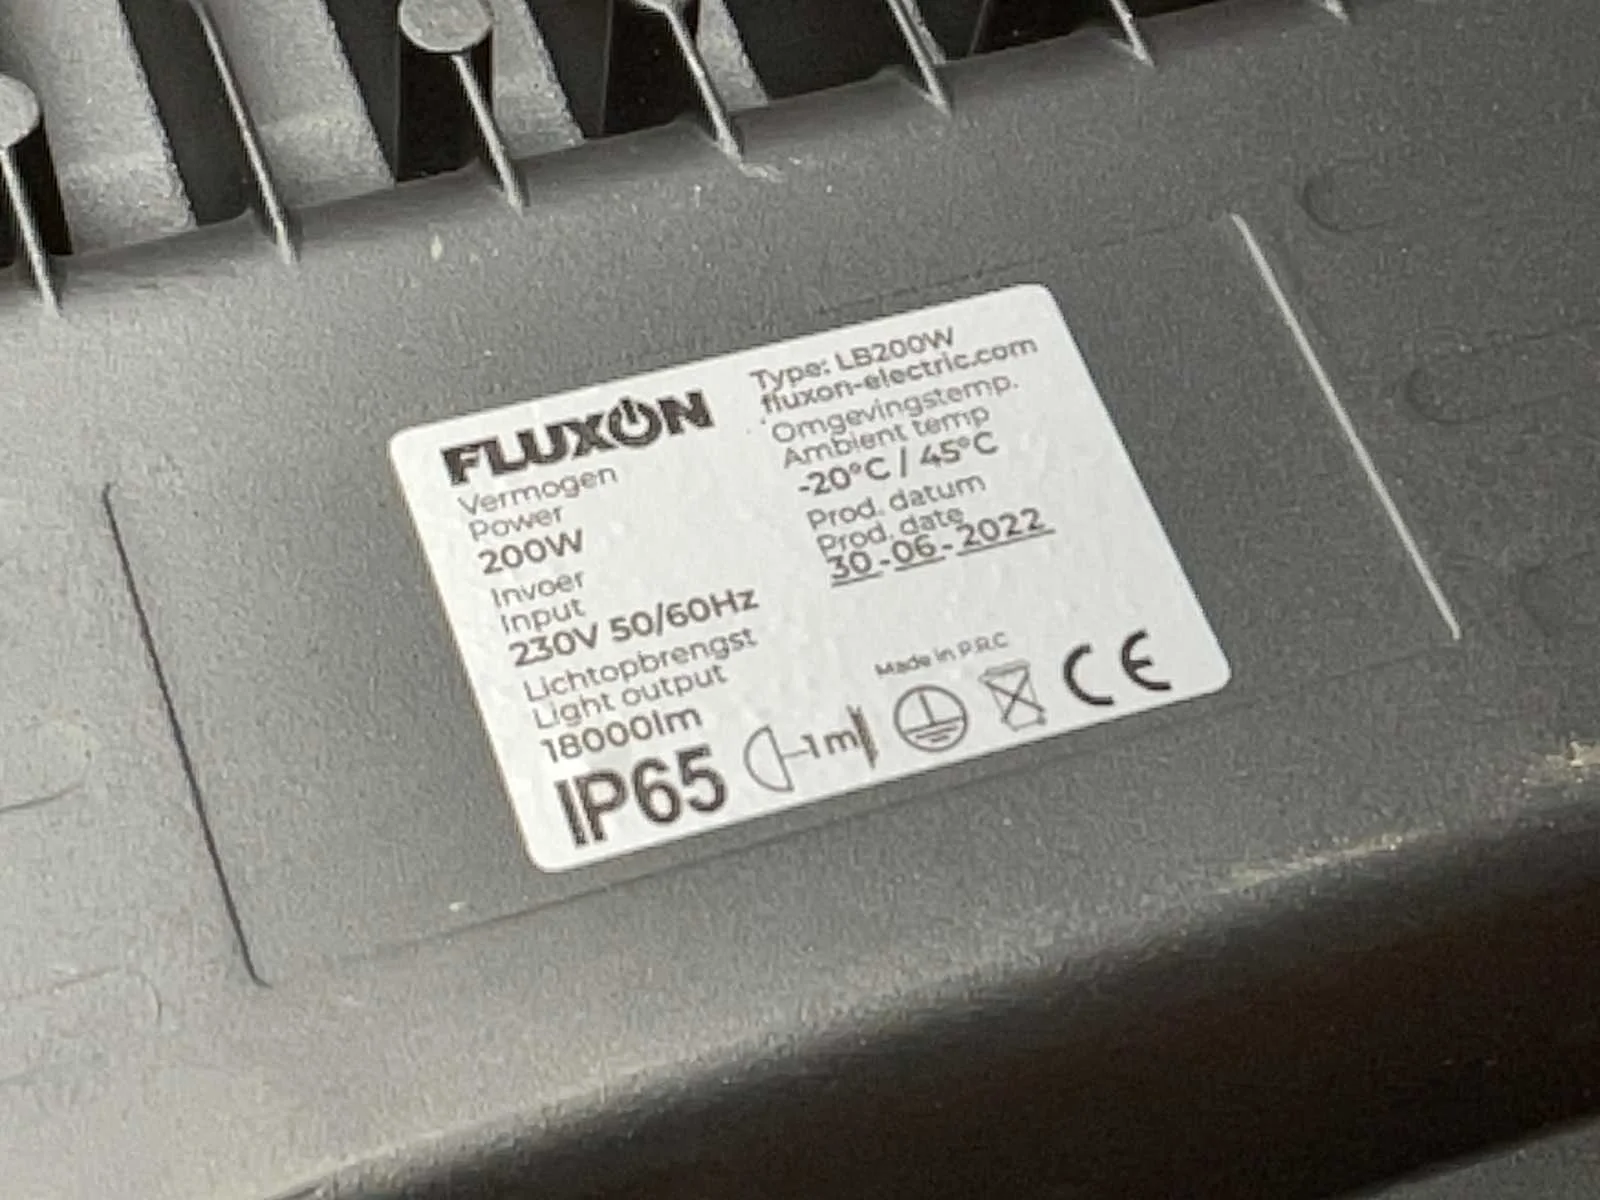 FLUXON
Vermogen
Power
200W
Invoer
Input
230V 50/60Hz
Lichtopbrengst
Light output
18000lm
IP65
Type: LB200W
fluxon-electric.com
Omgevingstemp.
Ambient temp
-20°C / 45°C
Prod. datum
Prod. date
30-06-2022
Made in P.R.C
1m
CE